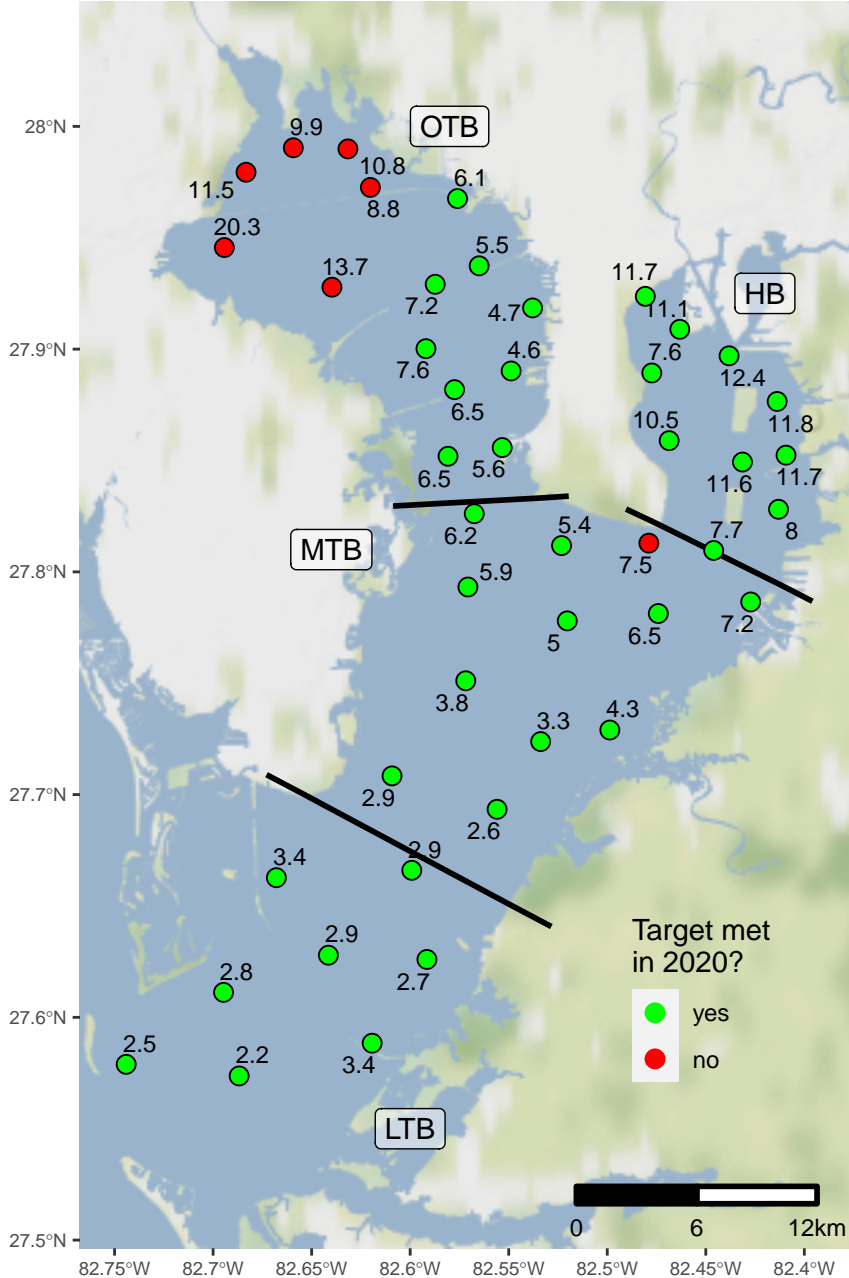 28°N
27.9°N
27.8°N
27.7°N
27.6°N
27.5°N
OTB
9.9
10.8
11.5
8.8
6.1
20.3
13.7
5.5
7.2
4.7
7.6
4.6
6.5
6.5
5.6
HB
11.7
11.1
7.6
12.4
11.8
10.5
11.6
11.7
8
7.7
MTB
6.2
5.4
7.5
5.9
5
6.5
7.2
3.8
3.3
4.3
2.9
2.6
2.9
3.4
2.9
2.7
2.8
2.5
2.2
3.4
LTB
Target met
in 2020?
yes
no
0 6 12km
82.75°W 82.7°W 82.65°W 82.6°W 82.55°W 82.5°W 82.45°W 82.4°W